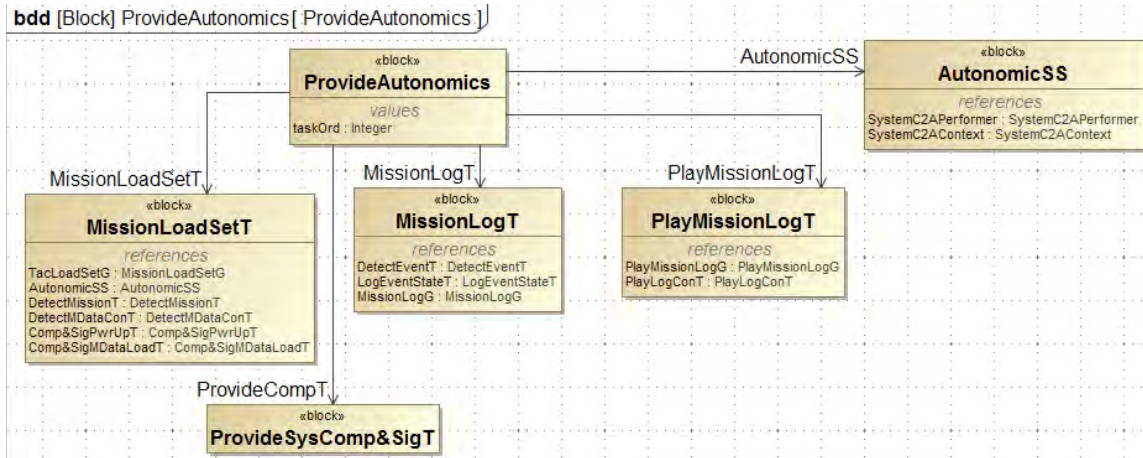 bdd [Block] ProvideAutonomics[ ProvideAutonomics ]
«block»
ProvideAutonomics
values
taskOrd : Integer
AutonomicSS
«block»
AutonomicSS
references
SystemC2APerformer : SystemC2APerformer
SystemC2AContext : SystemC2AContext
MissionLoadSetT
«block»
MissionLoadSetT
references
TacLoadSetG : MissionLoadSetG
AutonomicSS : AutonomicSS
DetectMissionT : DetectMissionT
DetectMDataConT : DetectMDataConT
Comp&SigPwrUpT : Comp&SigPwrUpT
Comp&SigMDataLoadT : Comp&SigMDataLoadT
MissionLogT
«block»
MissionLogT
references
DetectEventT : DetectEventT
LogEventStateT : LogEventStateT
MissionLogG : MissionLogG
PlayMissionLogT
«block»
PlayMissionLogT
references
PlayMissionLogG : PlayMissionLogG
PlayLogConT : PlayLogConT
ProvideCompT
«block»
ProvideSysComp&SigT